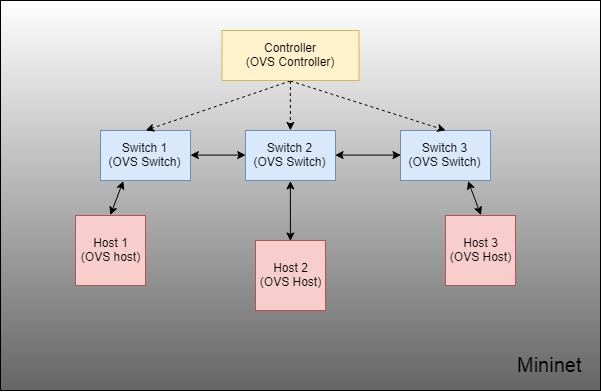 Controller
(OVS Controller)
Switch 1
(OVS Switch)
Switch 2
(OVS Switch)
Switch 3
(OVS Switch)
Host 1
(OVS host)
Host 2
(OVS Host)
Host 3
(OVS Host)
Mininet